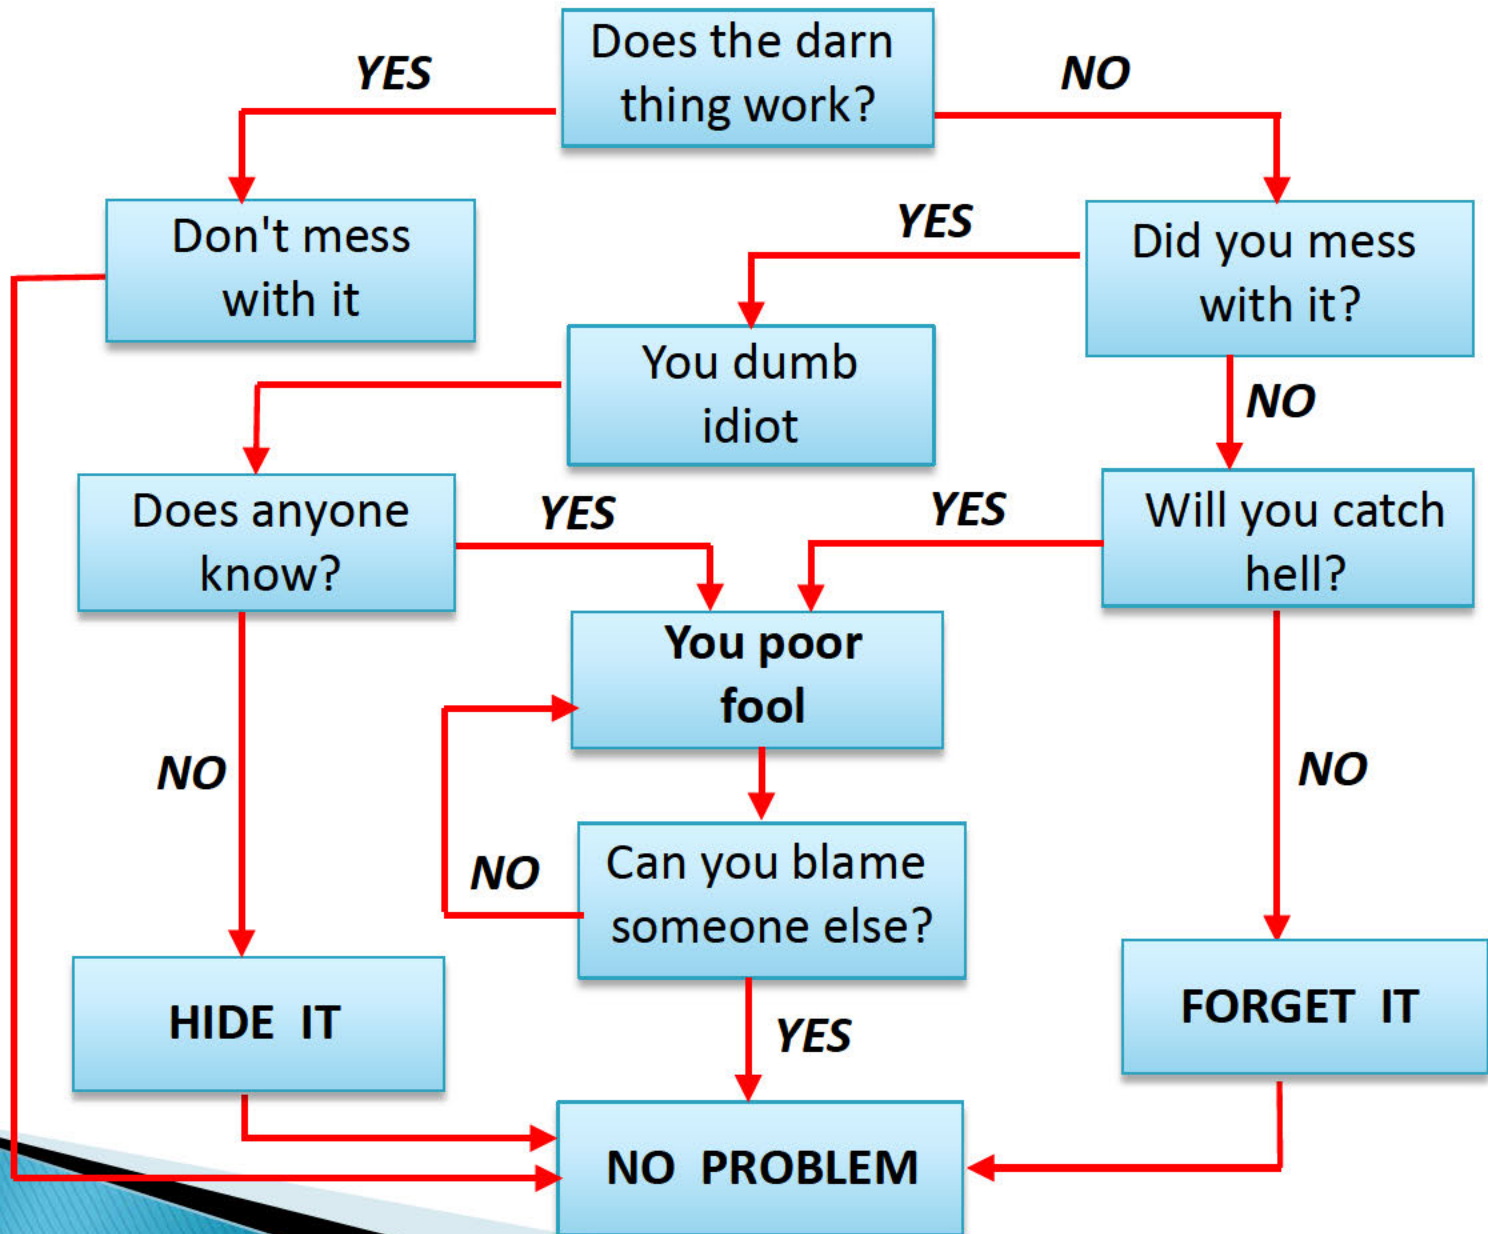 Does the darn
thing work?
YES
NO
Don't mess
with it
YES
Did you mess
with it?
You dumb
idiot
NO
Does anyone
know?
YES
YES
Will you catch
hell?
You poor
fool
NO
NO
Can you blame
someone else?
NO
HIDE IT
YES
FORGET IT
NO PROBLEM